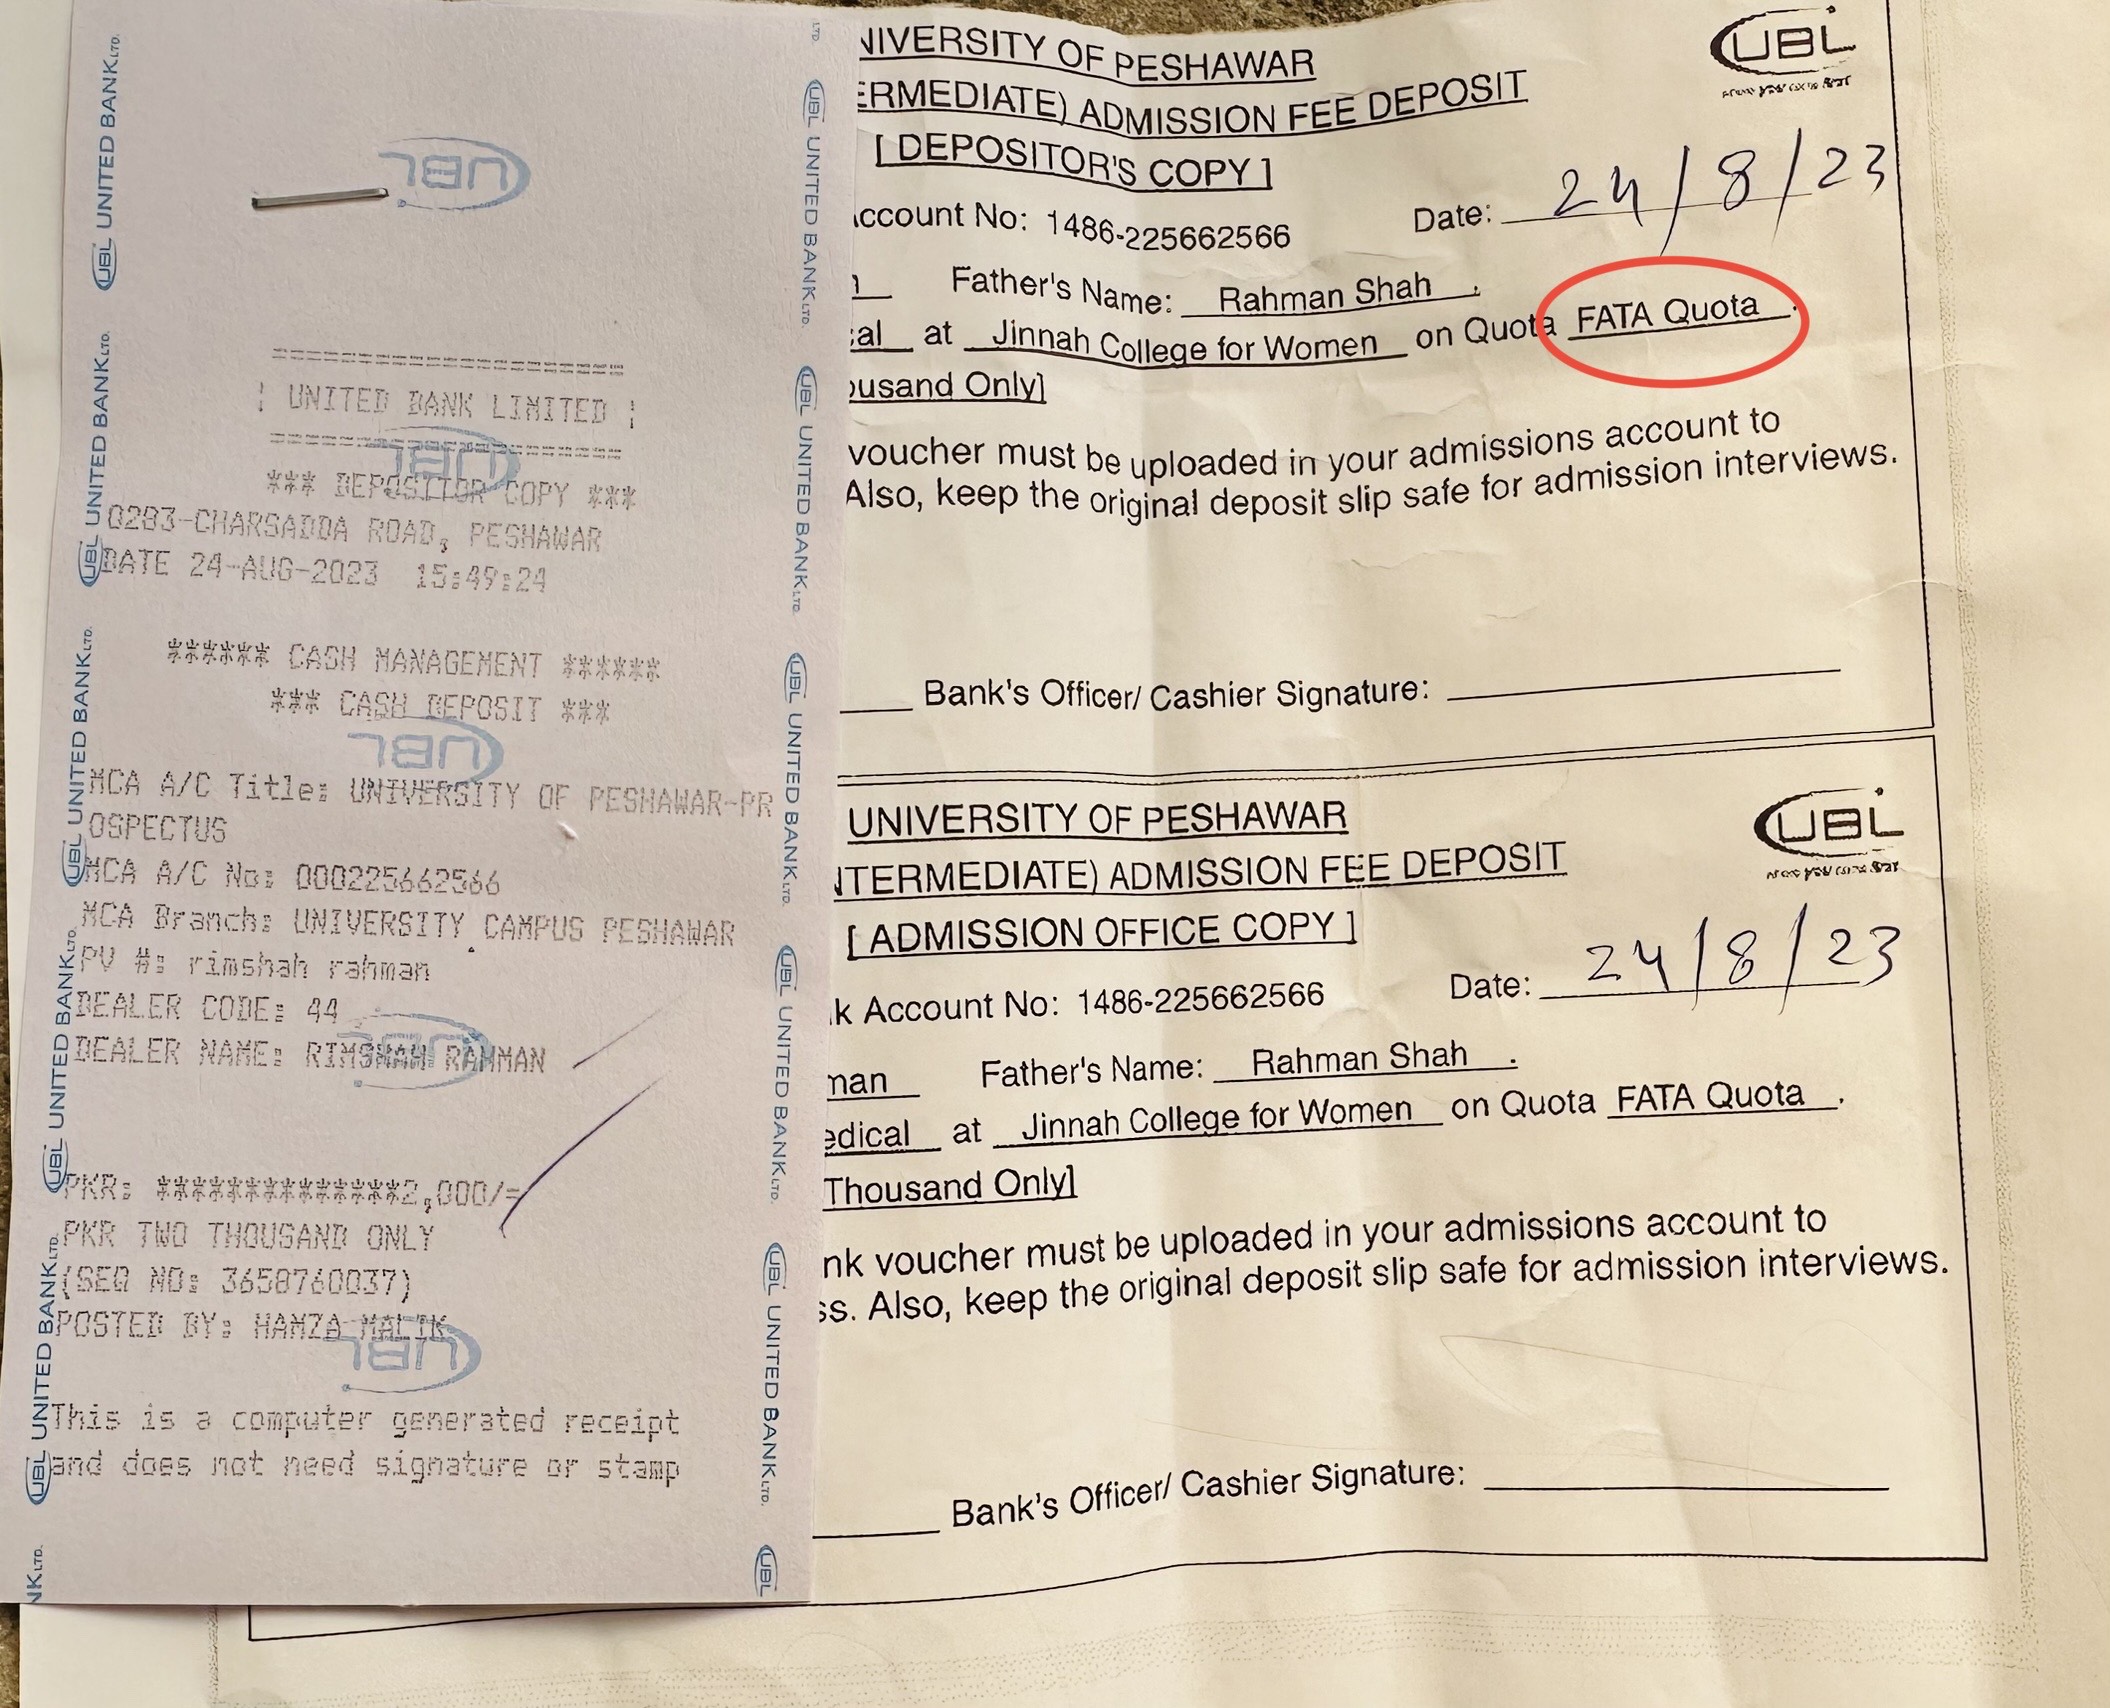 UNITED BANK LIMITED
*** DEPOSITOR COPY ***
0283-CHARSADDA ROAD, PESHAWAR
DATE 24-AUG-2023 15:49:24
****** CASH MANAGEMENT ******
*** CASH DEPOSIT ***
MCA A/C Title: UNIVERSITY OF PESHAWAR-PR
OSPECTUS
MCA A/C No: 000225662566
MCA Branch: UNIVERSITY CAMPUS PESHAWAR
PV #: rimshah rahman
DEALER CODE: 44
DEALER NAME: RIMSHAH RAHMAN
PKR: **************2,000/=
PKR TWO THOUSAND ONLY
(SEQ NO: 3658760037)
POSTED BY: HAMZA MALIK
This is a computer generated receipt
and does not need signature or stamp
UBL UNITED BANK LTD.
UBL
NIVERSITY OF PESHAWAR
ERMEDIATE) ADMISSION FEE DEPOSIT
[ DEPOSITOR'S COPY ]
UBL
ccount No: 1486-225662566 Date: 24/8/23
Father's Name: Rahman Shah .
al at Jinnah College for Women on Quota FATA Quota .
ousand Only]
voucher must be uploaded in your admissions account to
Also, keep the original deposit slip safe for admission interviews.
Bank's Officer/ Cashier Signature:
UNIVERSITY OF PESHAWAR
NTERMEDIATE) ADMISSION FEE DEPOSIT
[ ADMISSION OFFICE COPY ]
UBL
k Account No: 1486-225662566 Date: 24/8/23
man Father's Name: Rahman Shah .
edical at Jinnah College for Women on Quota FATA Quota .
Thousand Only]
nk voucher must be uploaded in your admissions account to
ss. Also, keep the original deposit slip safe for admission interviews.
Bank's Officer/ Cashier Signature: